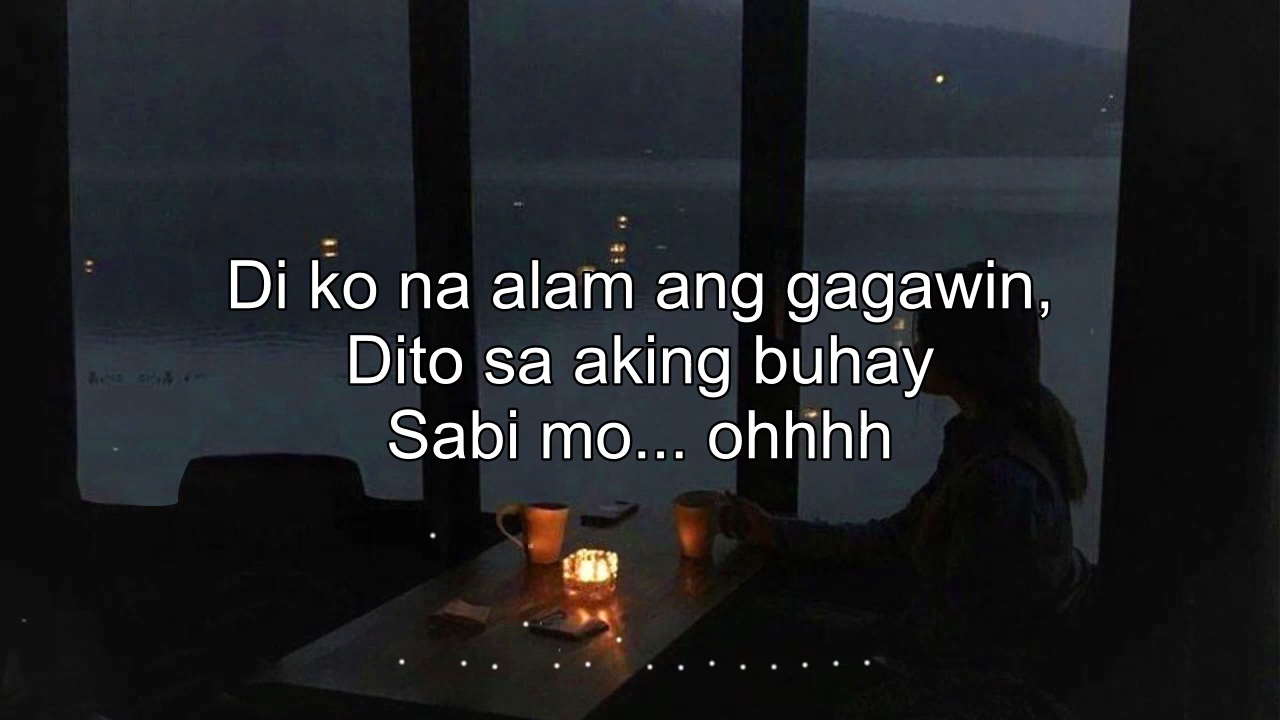 Di ko na alam ang gagawin,
Dito sa aking buhay
Sabi mo... ohhhh